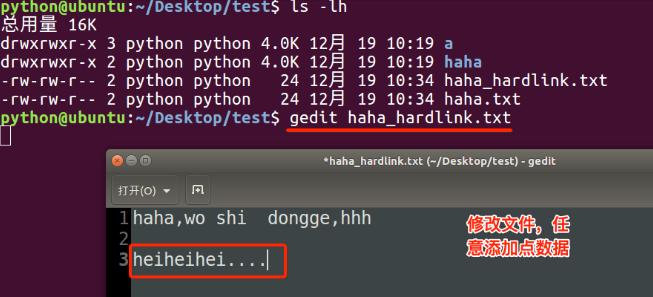 python@ubuntu:~/Desktop/test$ ls -lh
总用量 16K
drwxrwxr-x 3 python python 4.0K 12月 19 10:19 a
drwxrwxr-x 2 python python 4.0K 12月 19 10:19 haha
-rw-rw-r-- 2 python python   24 12月 19 10:34 haha_hardlink.txt
-rw-rw-r-- 2 python python   24 12月 19 10:34 haha.txt
python@ubuntu:~/Desktop/test$ gedit haha_hardlink.txt
*haha_hardlink.txt (~/Desktop/test) - gedit
打开(O)
1 haha,wo shi  dongge,hhh
2
3 heiheihei....
修改文件，任
意添加点数据